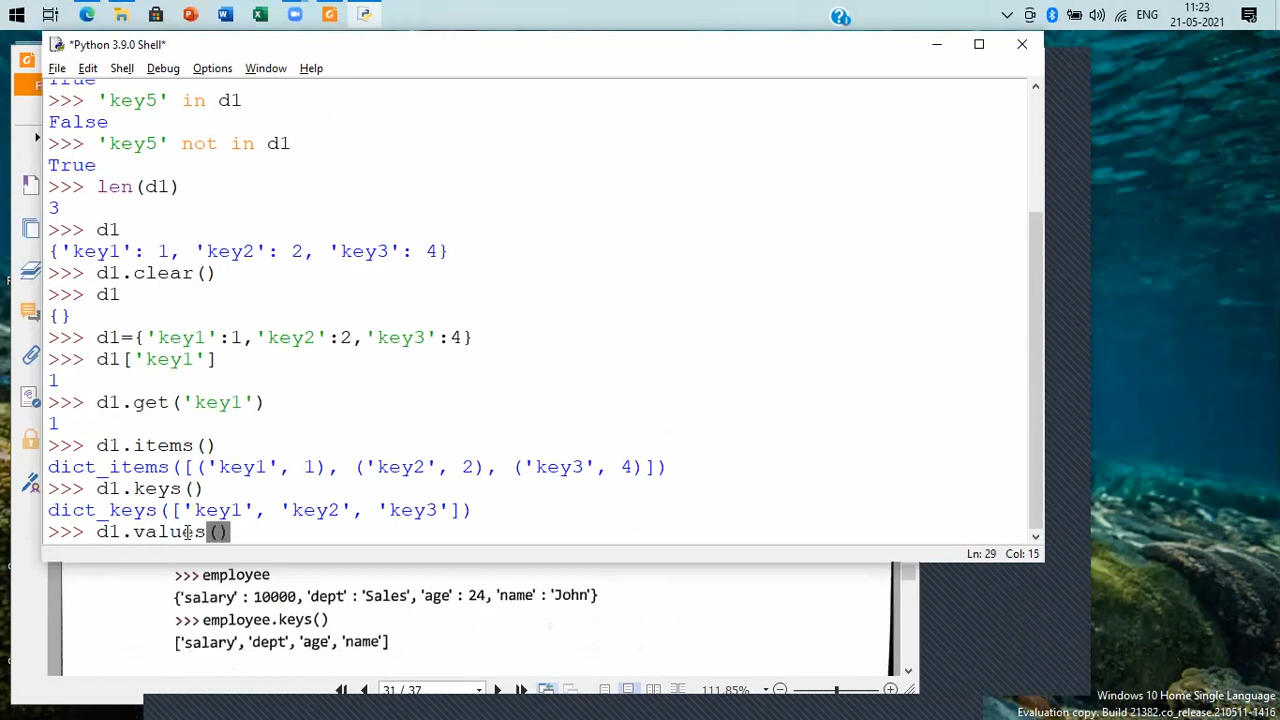 ENG
11:23
21-05-2021
*Python 3.9.0 Shell*
File Edit Shell Debug Options Window Help
True
>>> 'key5' in d1
False
>>> 'key5' not in d1
True
>>> len(d1)
3
>>> d1
{'key1': 1, 'key2': 2, 'key3': 4}
>>> d1.clear()
>>> d1
{}
>>> d1={'key1':1,'key2':2,'key3':4}
>>> d1['key1']
1
>>> d1.get('key1')
1
>>> d1.items()
dict_items([('key1', 1), ('key2', 2), ('key3', 4)])
>>> d1.keys()
dict_keys(['key1', 'key2', 'key3'])
>>> d1.values()
Ln: 29 Col: 15
>>>employee
{'salary' : 10000, 'dept' : 'Sales', 'age' : 24, 'name' : 'John'}
>>>employee.keys()
['salary', 'dept', 'age', 'name']
31 / 37
111.85%
Windows 10 Home Single Language
Evaluation copy. Build 21382.co_release.210511-1416